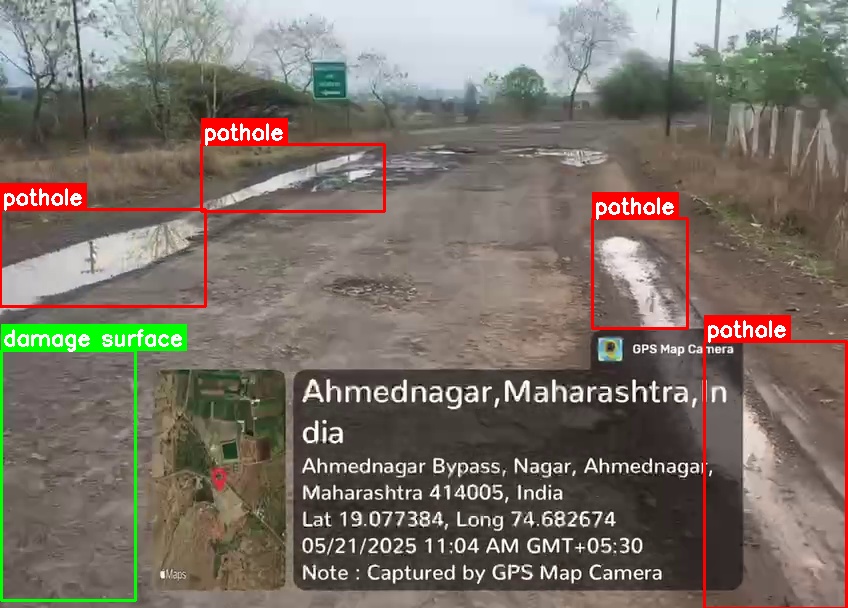 pothole
pothole
pothole
damage surface
pothole
GPS Map Camera
Ahmednagar,Maharashtra,In
dia
Ahmednagar Bypass, Nagar, Ahmednagar,
Maharashtra 414005, India
Lat 19.077384, Long 74.682674
05/21/2025 11:04 AM GMT+05:30
Note : Captured by GPS Map Camera
Maps